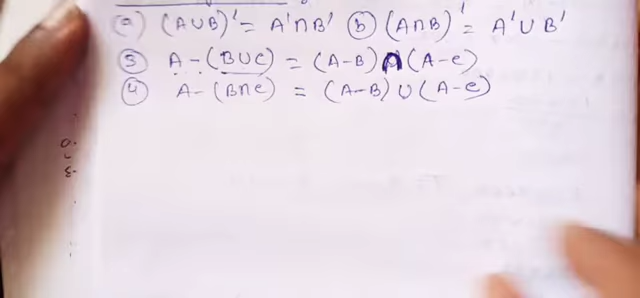 (a) (A∪B)' = A'∩B' (b) (A∩B)' = A'∪B'
(3) A-(B∪C) = (A-B)∩(A-C)
(4) A-(B∩C) = (A-B)∪(A-C)